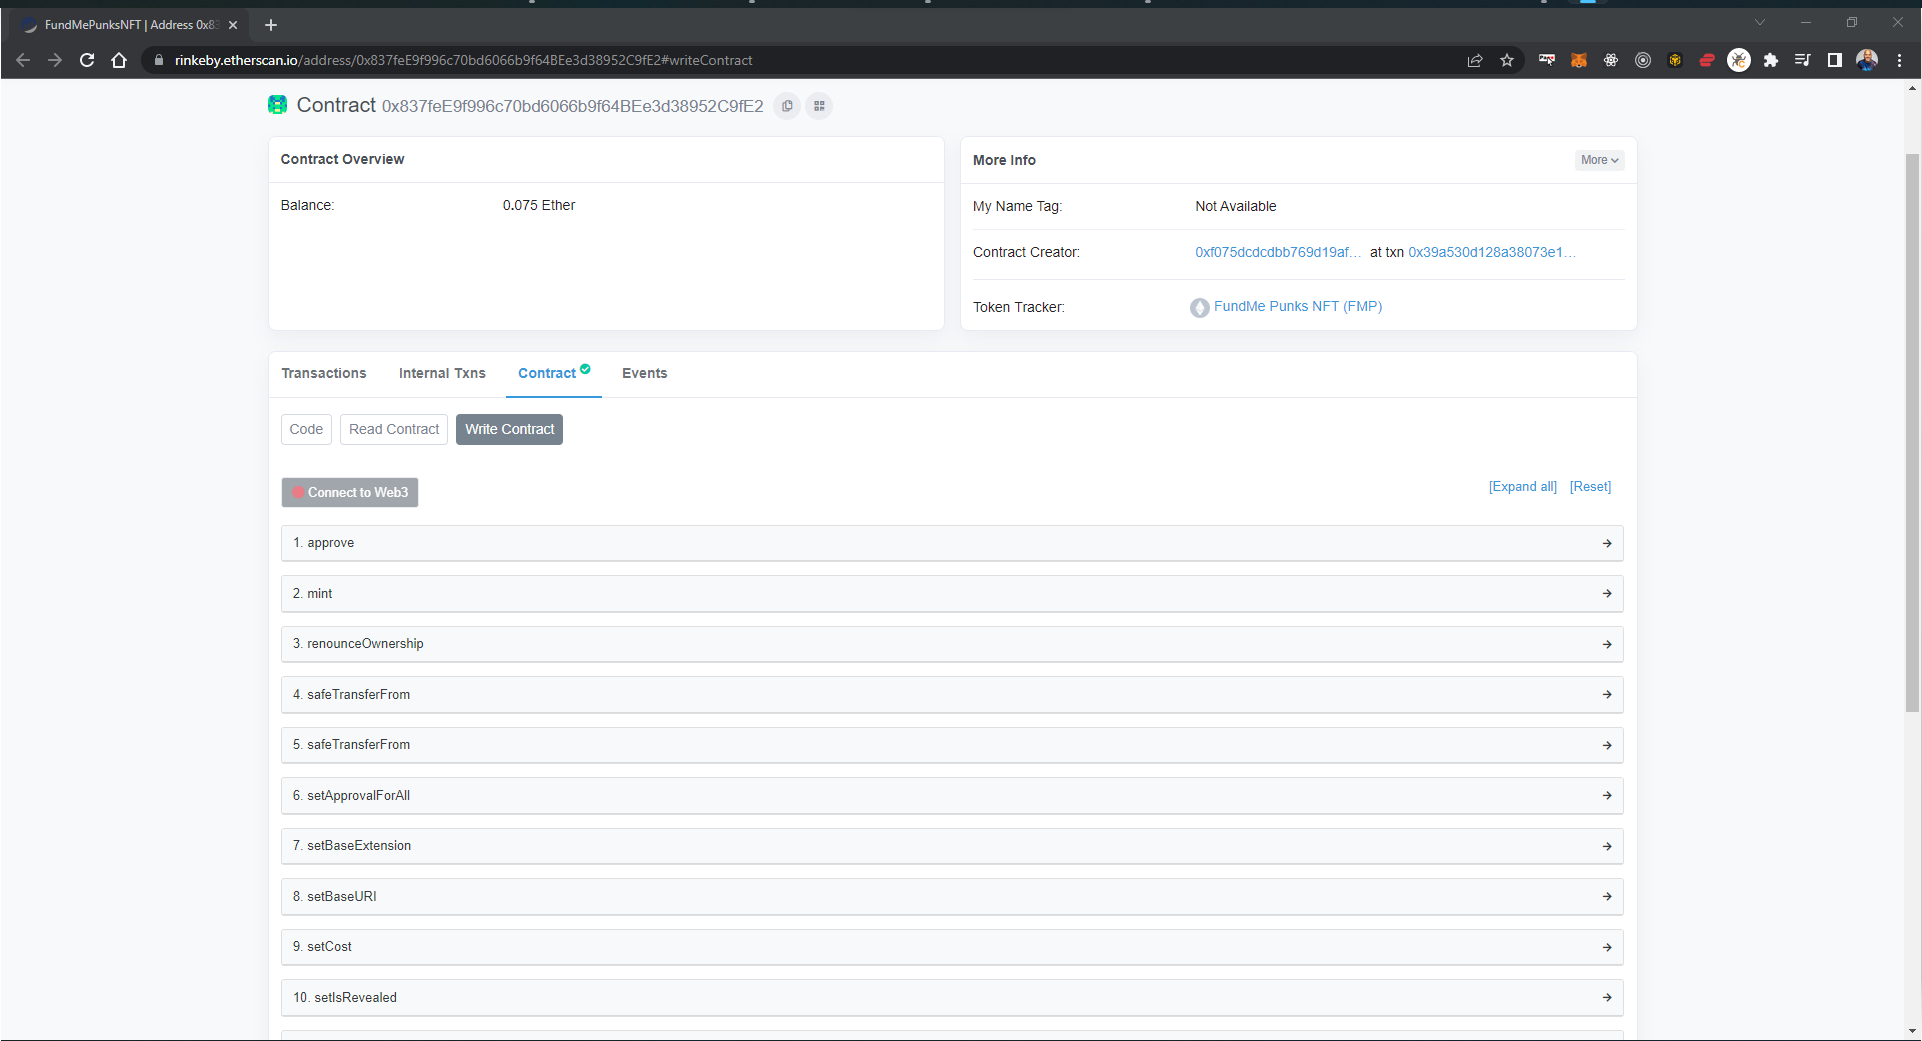 FundMePunksNFT | Address 0x83
rinkeby.etherscan.io/address/0x837feE9f996c70bd6066b9f64BEe3d38952C9fE2#writeContract
Contract 0x837feE9f996c70bd6066b9f64BEe3d38952C9fE2
Contract Overview
Balance: 0.075 Ether
More Info
More
My Name Tag: Not Available
Contract Creator: 0xf075dcdcdbb769d19af... at txn 0x39a530d128a38073e1...
Token Tracker: FundMe Punks NFT (FMP)
Transactions Internal Txns Contract Events
Code Read Contract Write Contract
Connect to Web3
[Expand all] [Reset]
1. approve
2. mint
3. renounceOwnership
4. safeTransferFrom
5. safeTransferFrom
6. setApprovalForAll
7. setBaseExtension
8. setBaseURI
9. setCost
10. setIsRevealed